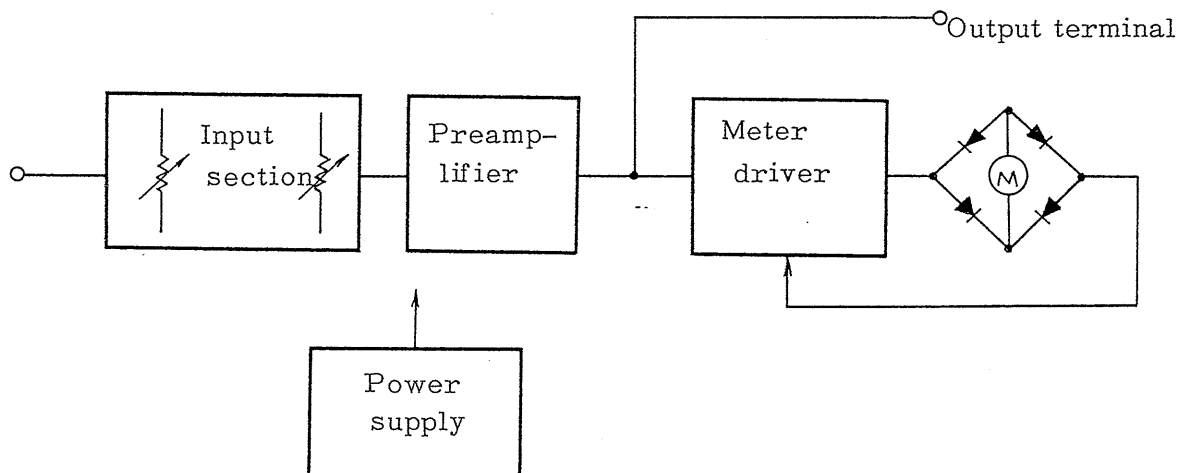 Output terminal
Input
section
Preamp-
lifier
Meter
driver
M
Power
supply